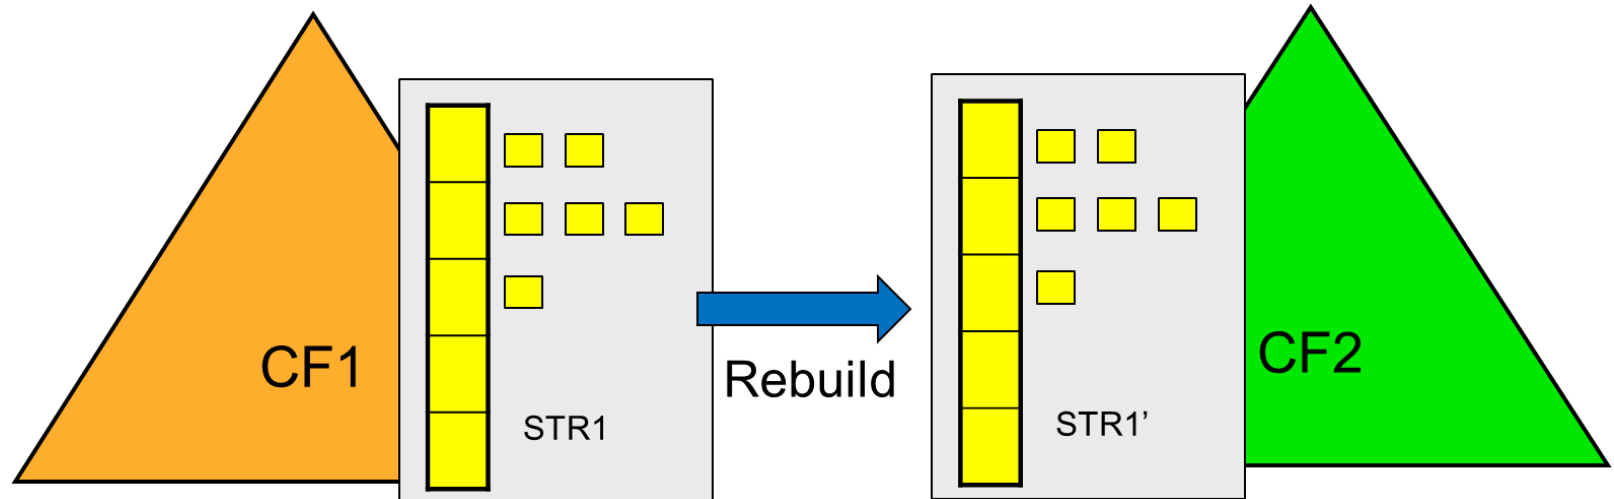 CF1
STR1
Rebuild
STR1’
CF2